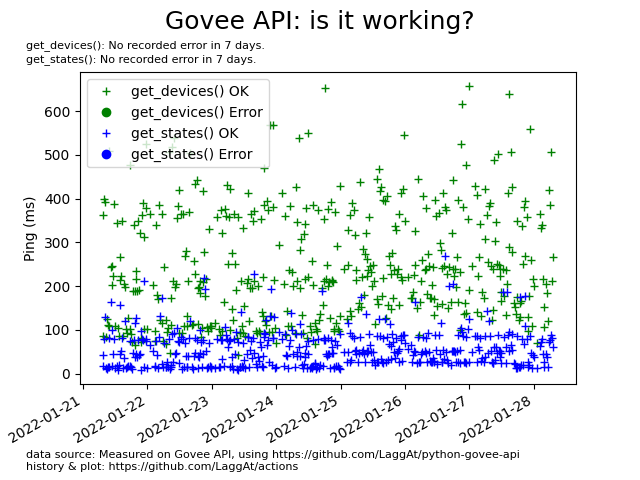 Govee API: is it working?
get_devices(): No recorded error in 7 days.
get_states(): No recorded error in 7 days.
get_devices() OK
get_devices() Error
get_states() OK
get_states() Error
600
500
400
300
200
100
0
Ping (ms)
2022-01-21
2022-01-22
2022-01-23
2022-01-24
2022-01-25
2022-01-26
2022-01-27
2022-01-28
data source: Measured on Govee API, using https://github.com/LaggAt/python-govee-api
history & plot: https://github.com/LaggAt/actions